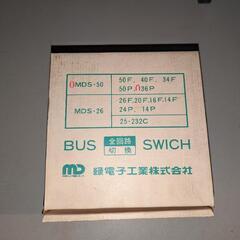 MDS-50
50F. 40F. 34F
50P. 36P
MDS-26
26F. 20F. 16F. 14F
24P. 14P
25-232C
BUS 全回路切換 SWICH
緑電子工業株式会社